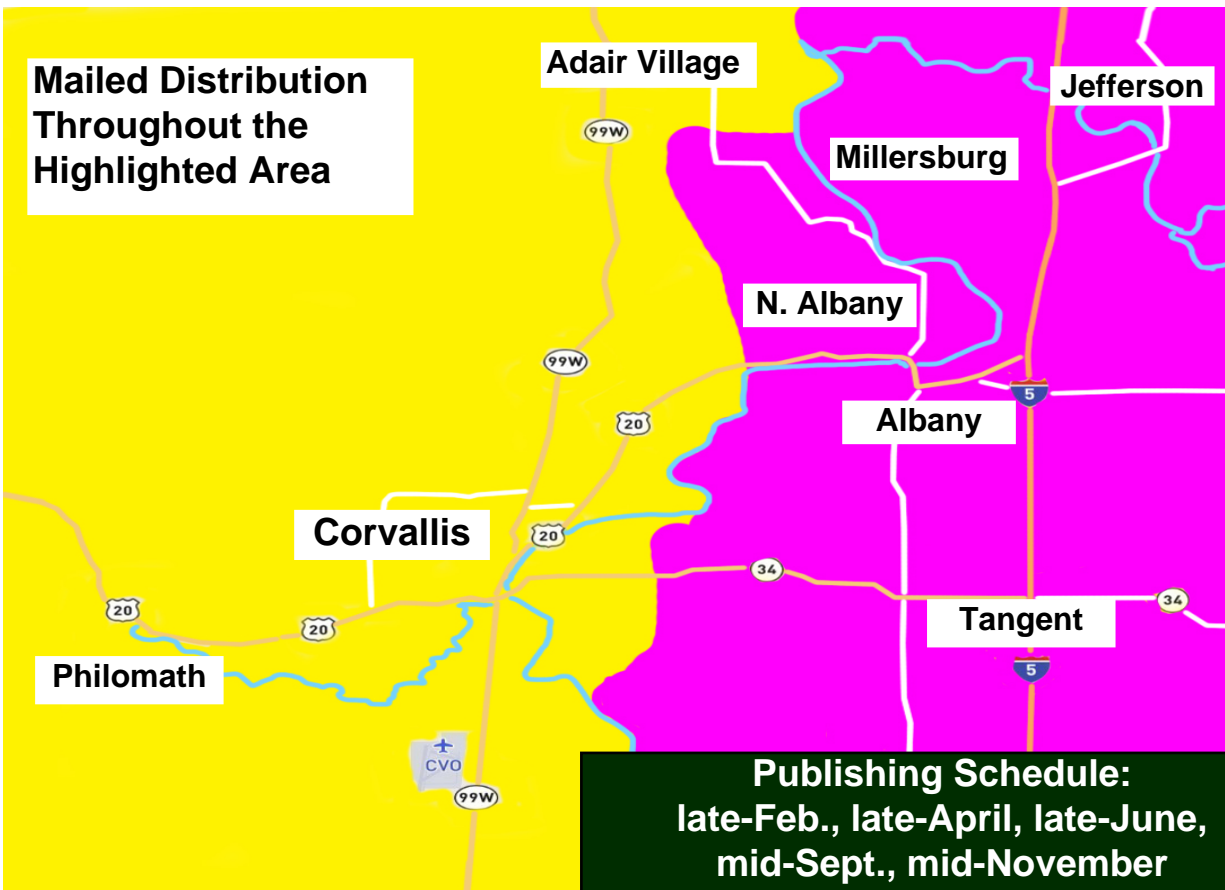 Mailed Distribution
Throughout the
Highlighted Area
Adair Village
Jefferson
99W
Millersburg
N. Albany
99W
5
20
Albany
Corvallis
20
34
20
20
34
Tangent
Philomath
5
CVO
99W
Publishing Schedule:
late-Feb., late-April, late-June,
mid-Sept., mid-November